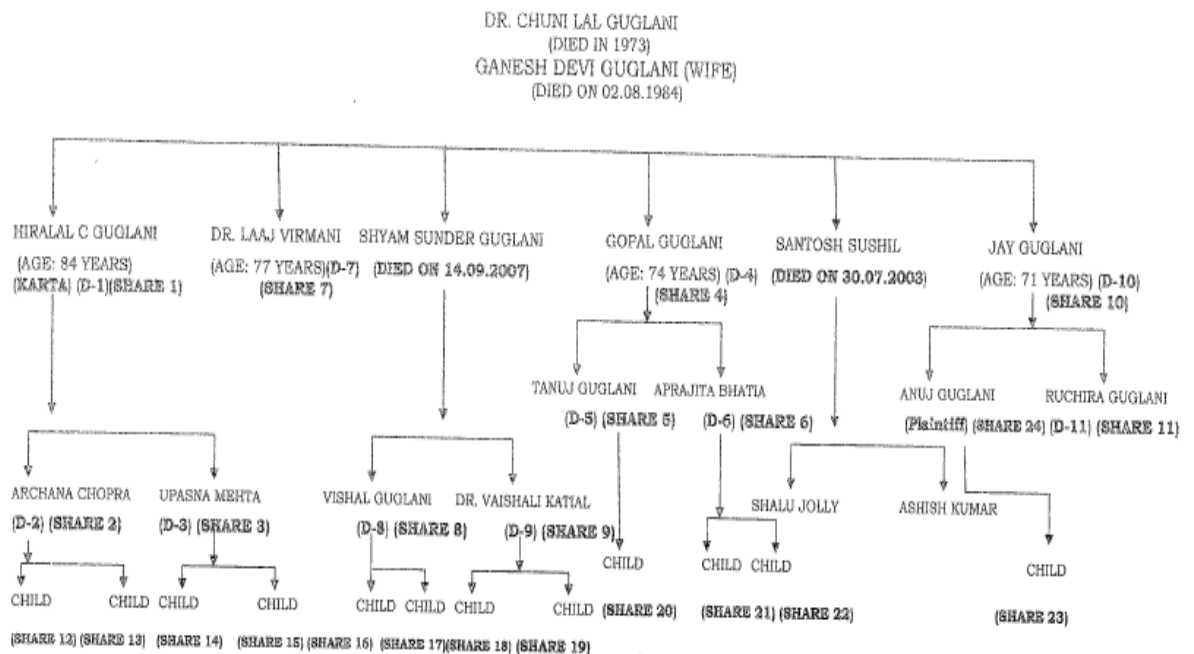 DR. CHUNI LAL GUGLANI
(DIED IN 1973)
GANESH DEVI GUGLANI (WIFE)
(DIED ON 02.08.1984)
HIRALAL C GUGLANI
(AGE: 84 YEARS)
(KARTA) (D-1)(SHARE 1)
DR. LAAJ VIRMANI
(AGE: 77 YEARS)(D-7)
(SHARE 7)
SHYAM SUNDER GUGLANI
(DIED ON 14.09.2007)
GOPAL GUGLANI
(AGE: 74 YEARS) (D-4)
(SHARE 4)
SANTOSH SUSHIL
(DIED ON 30.07.2003)
JAY GUGLANI
(AGE: 71 YEARS) (D-10)
(SHARE 10)
TANUJ GUGLANI
(D-5) (SHARE 5)
APRAJITA BHATIA
(D-6) (SHARE 6)
ANUJ GUGLANI
(Plaintiff) (SHARE 24)
RUCHIRA GUGLANI
(D-11) (SHARE 11)
ARCHANA CHOPRA
(D-2) (SHARE 2)
UPASNA MEHTA
(D-3) (SHARE 3)
VISHAL GUGLANI
(D-8) (SHARE 8)
DR. VAISHALI KATIAL
(D-9) (SHARE 9)
SHALU JOLLY
ASHISH KUMAR
CHILD CHILD CHILD CHILD CHILD CHILD CHILD CHILD CHILD CHILD CHILD CHILD
(SHARE 12) (SHARE 13) (SHARE 14) (SHARE 15) (SHARE 16) (SHARE 17)(SHARE 18) (SHARE 19) (SHARE 20) (SHARE 21) (SHARE 22) (SHARE 23)